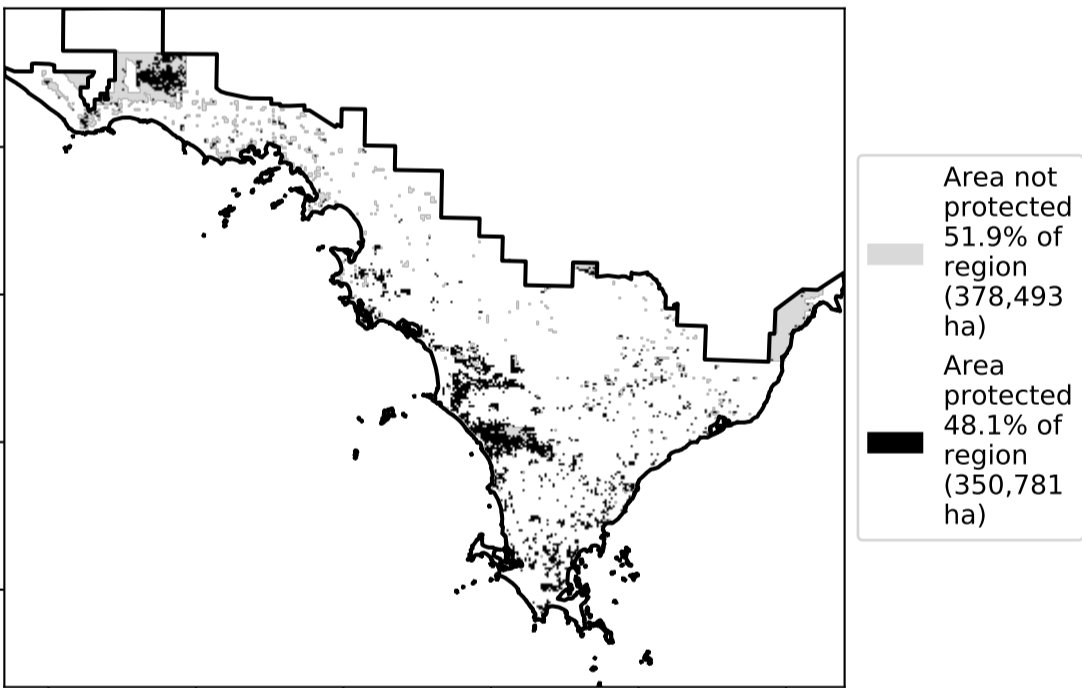 Area not
protected
51.9% of
region
(378,493
ha)
Area
protected
48.1% of
region
(350,781
ha)